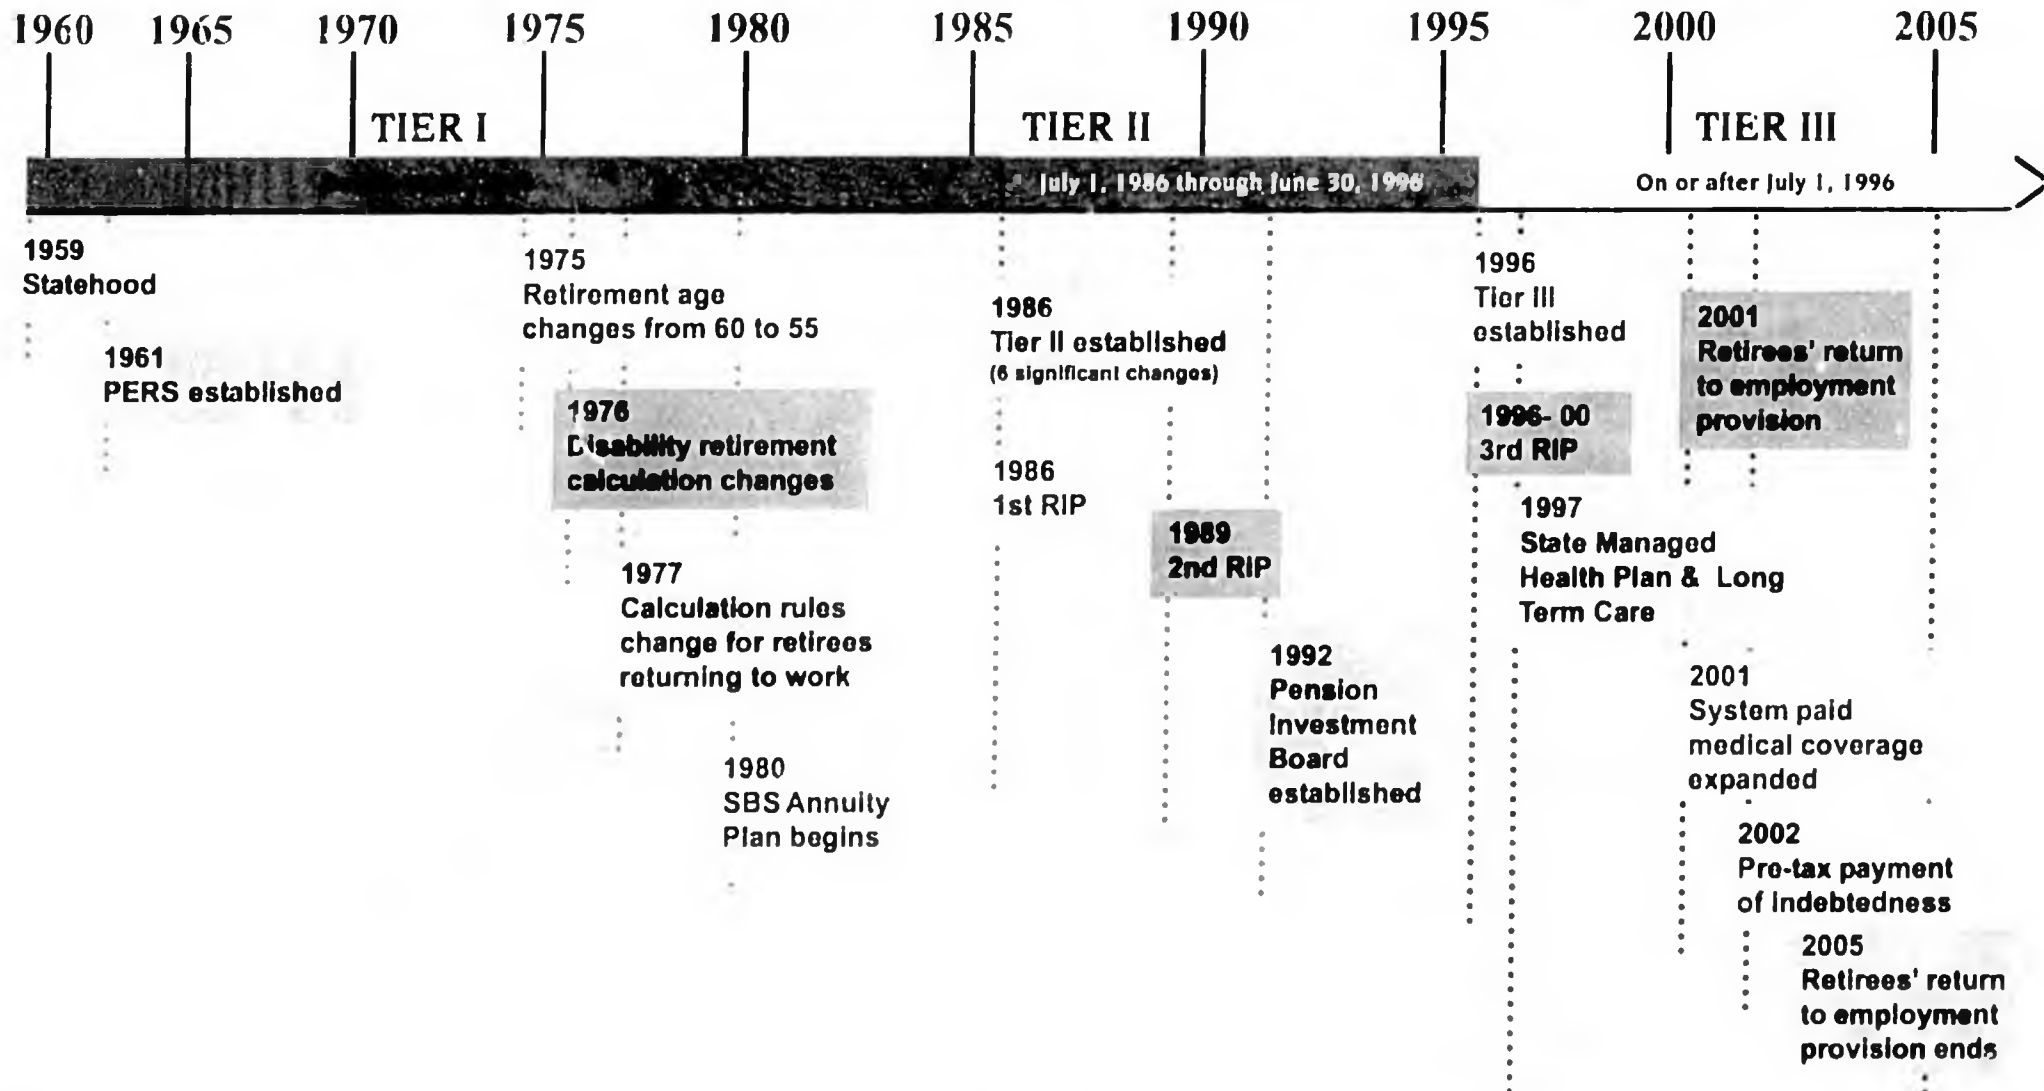 1960 1965 1970 1975 1980 1985 1990 1995 2000 2005
TIER I TIER II TIER III
July 1, 1986 through June 30, 1996 On or after July 1, 1996
1959
Statehood
1961
PERS established
1975
Retirement age
changes from 60 to 55
1976
Disability retirement
calculation changes
1977
Calculation rules
change for retirees
returning to work
1980
SBS Annuity
Plan begins
1986
Tier II established
(6 significant changes)
1986
1st RIP
1989
2nd RIP
1992
Pension
Investment
Board
established
1996
Tier III
established
1996- 00
3rd RIP
1997
State Managed
Health Plan & Long
Term Care
2001
Retirees' return
to employment
provision
2001
System paid
medical coverage
expanded
2002
Pre-tax payment
of indebtedness
2005
Retirees' return
to employment
provision ends